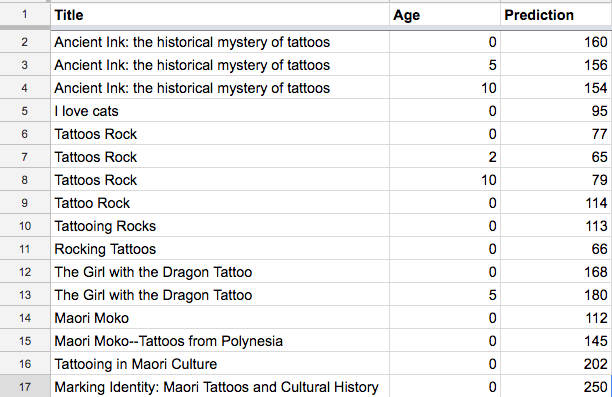 1 Title Age Prediction
2 Ancient Ink: the historical mystery of tattoos 0 160
3 Ancient Ink: the historical mystery of tattoos 5 156
4 Ancient Ink: the historical mystery of tattoos 10 154
5 I love cats 0 95
6 Tattoos Rock 0 77
7 Tattoos Rock 2 65
8 Tattoos Rock 10 79
9 Tattoo Rock 0 114
10 Tattooing Rocks 0 113
11 Rocking Tattoos 0 66
12 The Girl with the Dragon Tattoo 0 168
13 The Girl with the Dragon Tattoo 5 180
14 Maori Moko 0 112
15 Maori Moko--Tattoos from Polynesia 0 145
16 Tattooing in Maori Culture 0 202
17 Marking Identity: Maori Tattoos and Cultural History 0 250